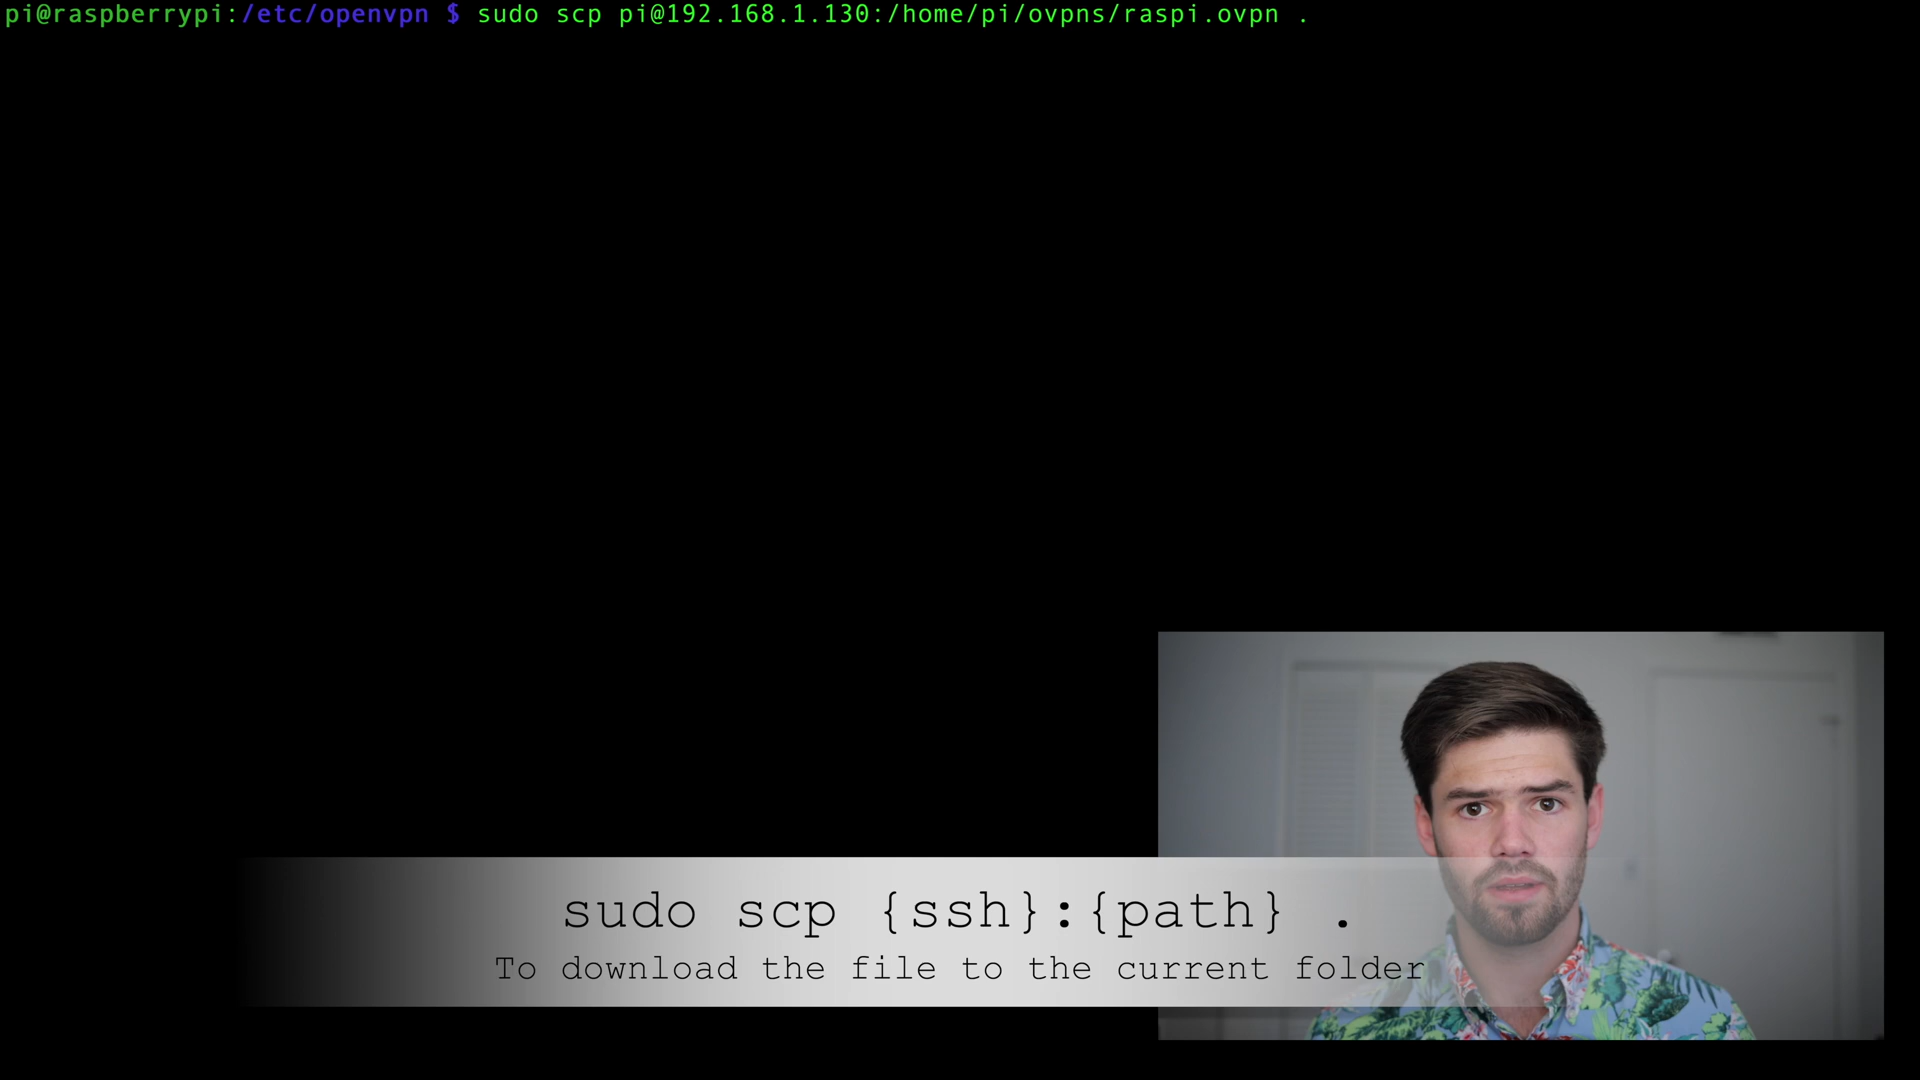 pi@raspberrypi:/etc/openvpn $ sudo scp pi@192.168.1.130:/home/pi/ovpns/raspi.ovpn .
sudo scp {ssh}:{path} .
To download the file to the current folder